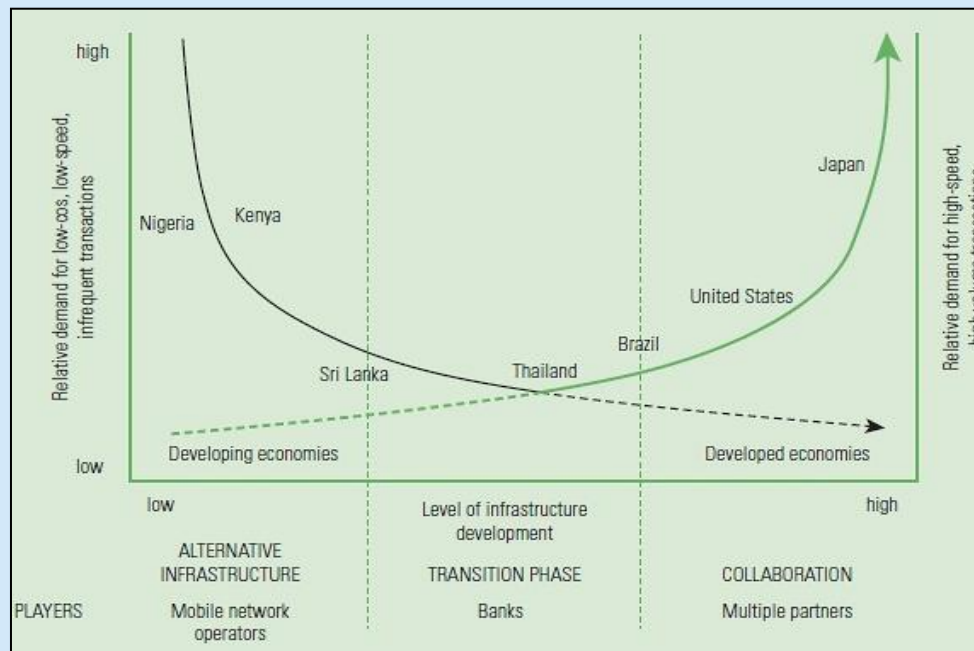 high
Relative demand for low-cos, low-speed,
infrequent transactions
Nigeria
Kenya
Sri Lanka
Thailand
Brazil
United States
Japan
Relative demand for high-speed,
Developing economies
Developed economies
low
low
Level of infrastructure
development
high
ALTERNATIVE
INFRASTRUCTURE
TRANSITION PHASE
COLLABORATION
PLAYERS
Mobile network
operators
Banks
Multiple partners